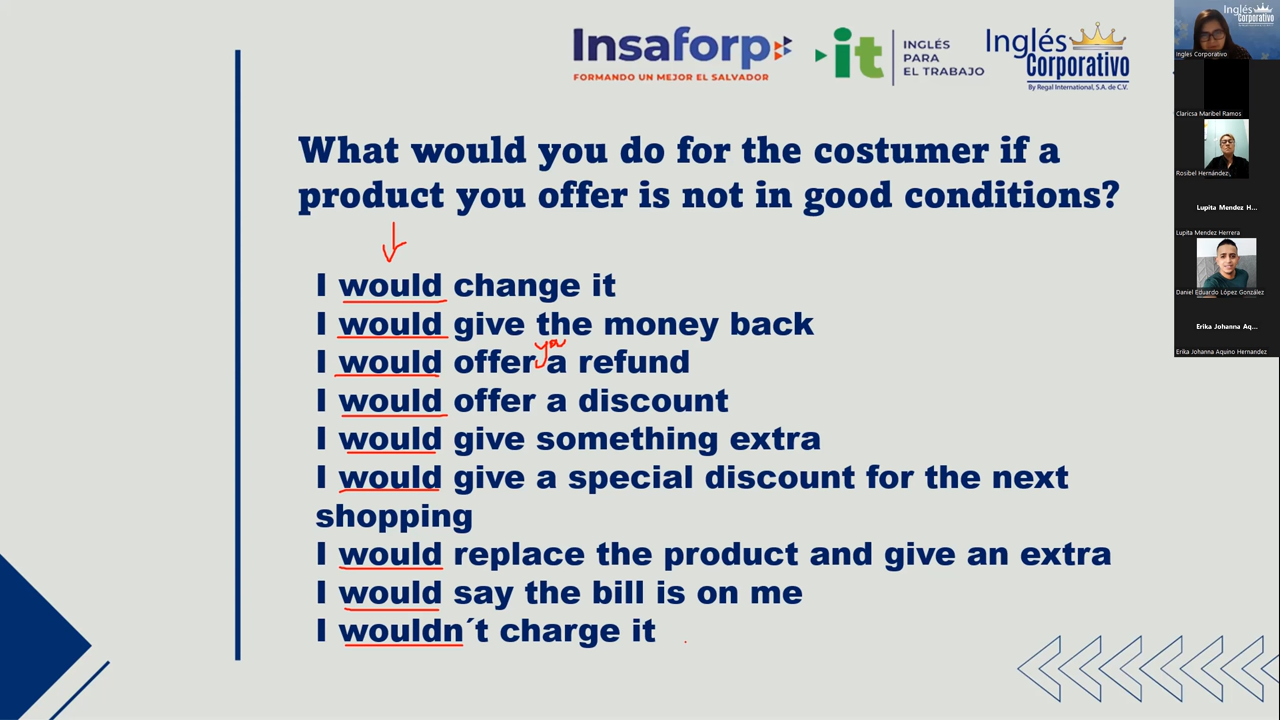 Insaforp
FORMANDO UN MEJOR EL SALVADOR
it
INGLÉS
PARA
EL TRABAJO
Inglés
Corporativo
By Regal International, S.A. de C.V.
What would you do for the costumer if a
product you offer is not in good conditions?
I would change it
I would give the money back
you
I would offer a refund
I would offer a discount
I would give something extra
I would give a special discount for the next
shopping
I would replace the product and give an extra
I would say the bill is on me
I wouldn´t charge it
Inglés
Corporativo
Ingles Corporativo
Claricsa Maribel Ramos
Rosibel Hernández
Lupita Mendez H...
Lupita Mendez Herrera
Daniel Eduardo López González
Erika Johanna Aq...
Erika Johanna Aquino Hernandez